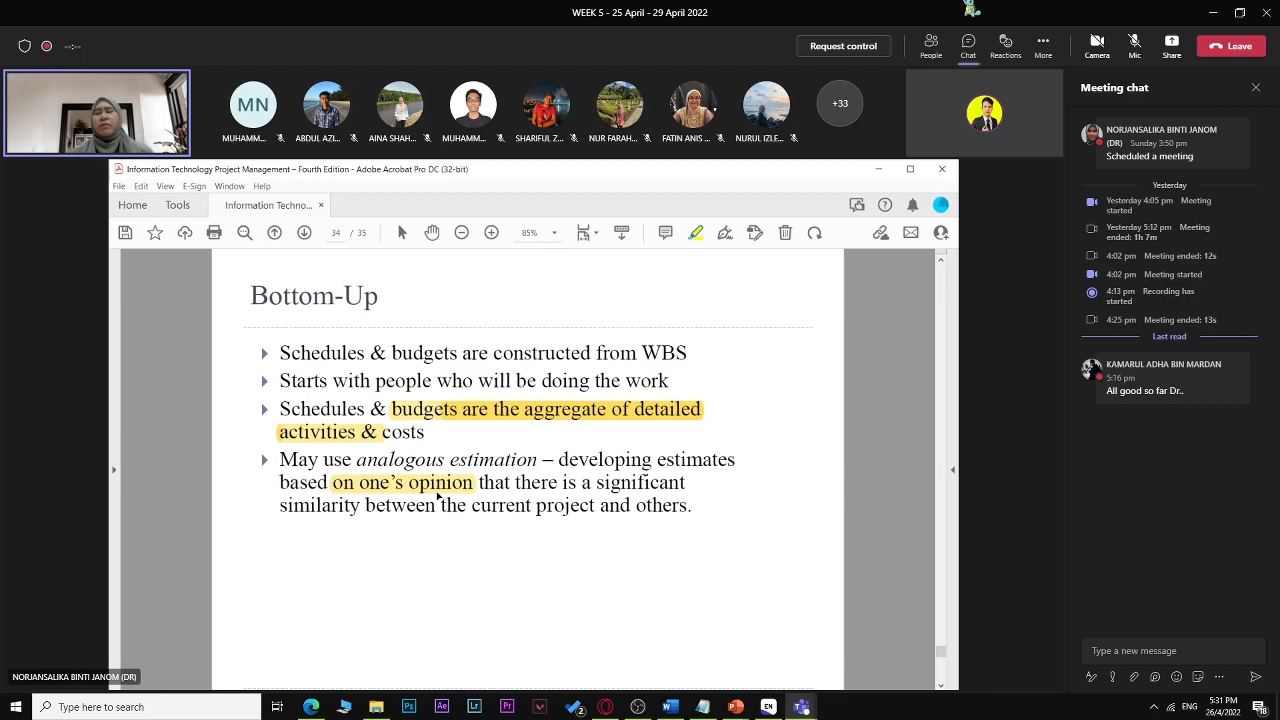 WEEK 5 - 25 April - 29 April 2022
--:--
Request control
People
Chat
Reactions
More
Camera
Mic
Share
Leave
MN
+33
MUHAMM...
ABDUL AZI...
AINA SHAH...
MUHAMM...
SHARIFUL Z...
NUR FARAH...
FATIN ANIS ...
NURUL IZLE...
Meeting chat
NORJANSALIKA BINTI JANOM (DR)
Sunday 3:50 pm
Scheduled a meeting
Yesterday
Yesterday 4:05 pm Meeting started
Yesterday 5:12 pm Meeting ended: 1h 7m
4:02 pm Meeting ended: 12s
4:02 pm Meeting started
4:13 pm Recording has started
4:25 pm Meeting ended: 13s
Last read
KAMARUL ADHA BIN MARDAN
5:16 pm
All good so far Dr..
Type a new message
Information Technology Project Management – Fourth Edition - Adobe Acrobat Pro DC (32-bit)
File Edit View E-Sign Window Help
Home Tools Information Techno... ×
34 / 35
85%
Bottom-Up
Schedules & budgets are constructed from WBS
Starts with people who will be doing the work
Schedules & budgets are the aggregate of detailed
activities & costs
May use analogous estimation – developing estimates
based on one's opinion that there is a significant
similarity between the current project and others.
NORJANSALIKA BINTI JANOM (DR)
Type here to search
Ps
Ae
Lr
Pr
2
W
P
EN
ENG
5:31 PM
26/4/2022
8